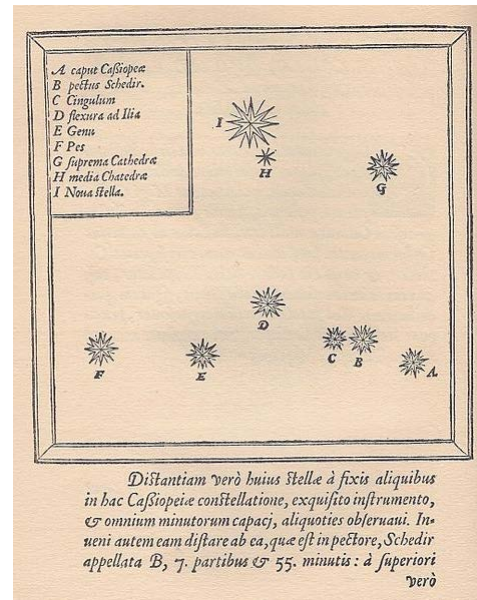 A caput Caßiopeæ
B pectus Schedir.
C Cingulum
D flexura ad Ilia
E Genu
F Pes
G suprema Cathedræ
H media Chatedræ
I Noua stella.
I
H
G
D
C
B
A
E
F
Distantiam verò huius stellæ à fixis aliquibus
in hac Caßiopeiæ constellatione, exquisito instrumento,
& omnium minutorum capacj, aliquoties obseruaui. In-
ueni autem eam distare ab ea, quæ est in pectore, Schedir
appellata B, 7. partibus & 55. minutis : à superiori
verò